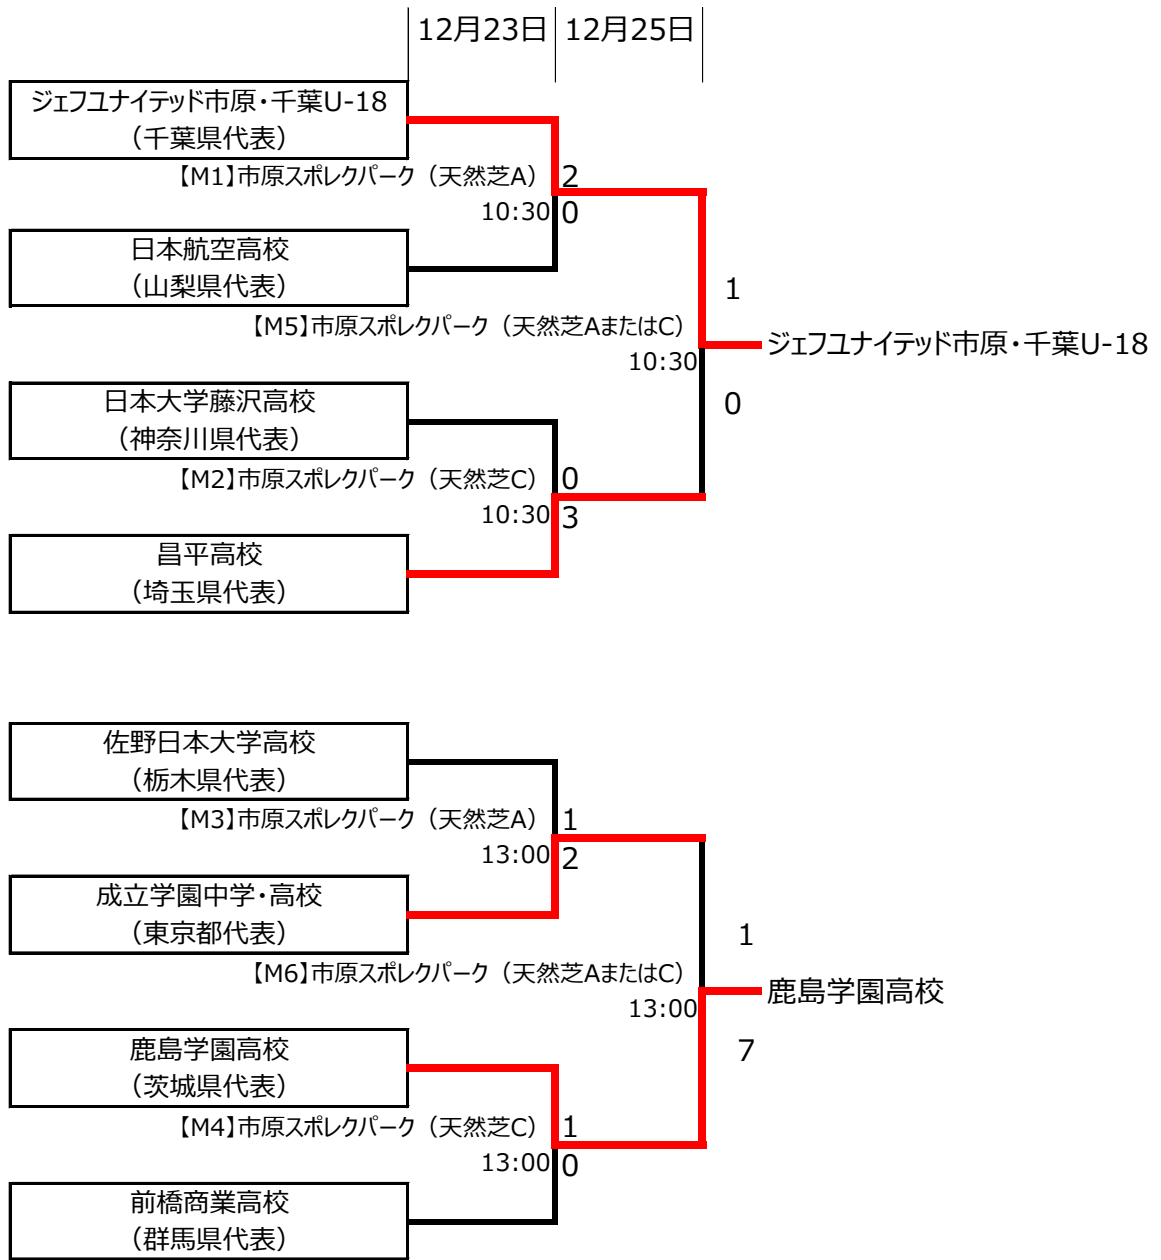 12月23日 12月25日
ジェフユナイテッド市原・千葉U-18
（千葉県代表）
【M1】市原スポレクパーク（天然芝A） 2
10:30 0
日本航空高校
（山梨県代表）
1
【M5】市原スポレクパーク（天然芝AまたはC）
ジェフユナイテッド市原・千葉U-18
10:30
日本大学藤沢高校
0
（神奈川県代表）
【M2】市原スポレクパーク（天然芝C） 0
10:30 3
昌平高校
（埼玉県代表）
佐野日本大学高校
（栃木県代表）
【M3】市原スポレクパーク（天然芝A） 1
13:00 2
成立学園中学・高校
（東京都代表）
1
【M6】市原スポレクパーク（天然芝AまたはC）
鹿島学園高校
13:00
鹿島学園高校
7
（茨城県代表）
【M4】市原スポレクパーク（天然芝C） 1
13:00 0
前橋商業高校
（群馬県代表）